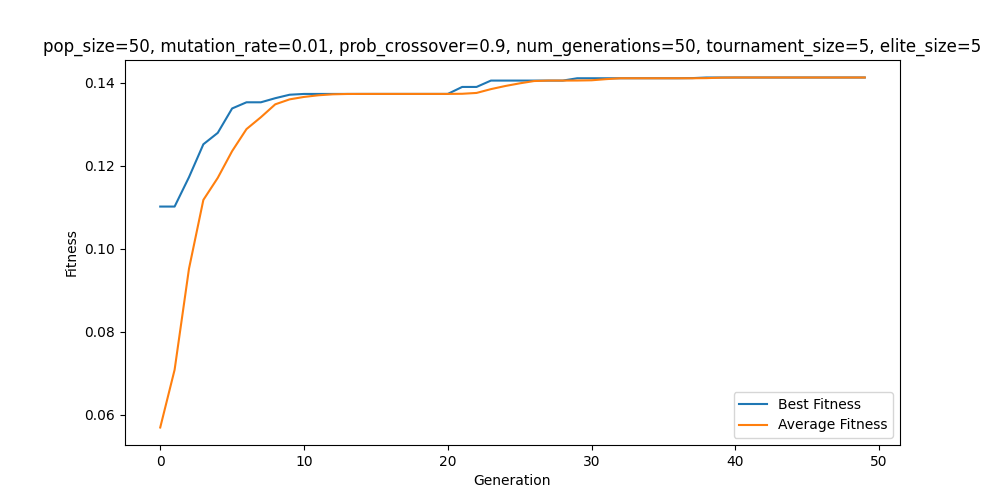 pop_size=50, mutation_rate=0.01, prob_crossover=0.9, num_generations=50, tournament_size=5, elite_size=5
0.14
0.12
0.10
0.08
0.06
Fitness
Best Fitness
Average Fitness
0 10 20 30 40 50
Generation